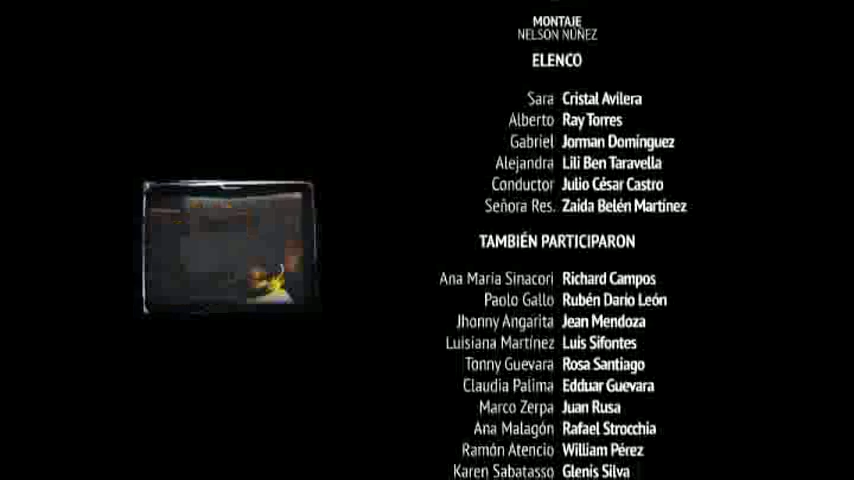 MONTAJE
NELSON NÚÑEZ
ELENCO
Sara Cristal Avilera
Alberto Ray Torres
Gabriel Jorman Domínguez
Alejandra Lili Ben Taravella
Conductor Julio César Castro
Señora Res. Zaida Belén Martínez
TAMBIÉN PARTICIPARON
Ana Maria Sinacori Richard Campos
Paolo Gallo Rubén Darío León
Jhonny Angarita Jean Mendoza
Luisiana Martínez Luis Sifontes
Tonny Guevara Rosa Santiago
Claudia Palima Edduar Guevara
Marco Zerpa Juan Rusa
Ana Malagón Rafael Strocchia
Ramón Atencio William Pérez
Karen Sabatasso Glenis Silva